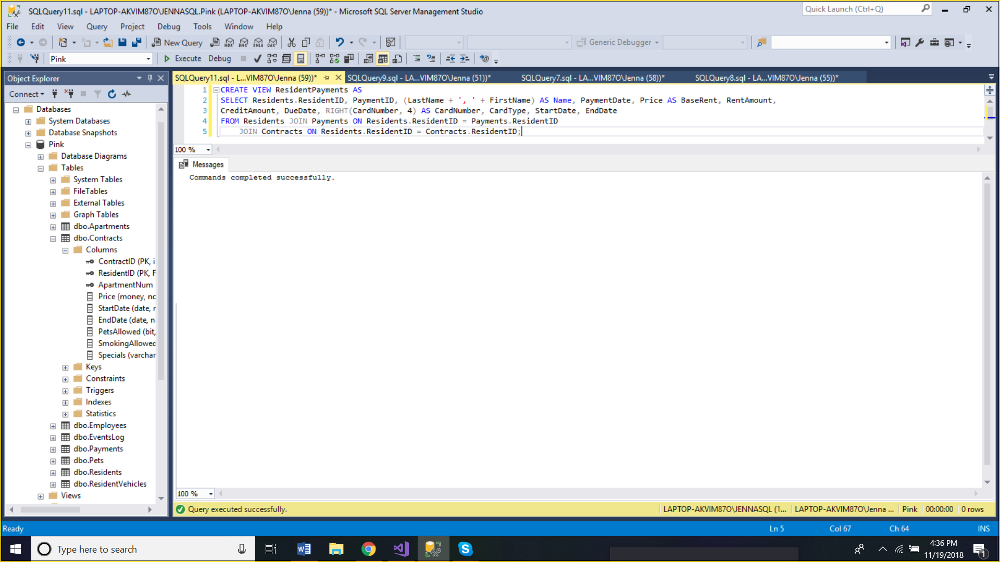 SQLQuery11.sql - LAPTOP-AKVIM87O\JENNASQL.Pink (LAPTOP-AKVIM87O\Jenna (59))* - Microsoft SQL Server Management Studio
Quick Launch (Ctrl+Q)
File Edit View Query Project Debug Tools Window Help
New Query MDX DMX XMLA DAX Generic Debugger
Pink Execute Debug
Object Explorer
Connect
Databases
System Databases
Database Snapshots
Pink
Database Diagrams
Tables
System Tables
FileTables
External Tables
Graph Tables
dbo.Apartments
dbo.Contracts
Columns
ContractID (PK, i
ResidentID (PK, F
ApartmentNum
Price (money, nc
StartDate (date, r
EndDate (date, n
PetsAllowed (bit,
SmokingAllowed
Specials (varchar
Keys
Constraints
Triggers
Indexes
Statistics
dbo.Employees
dbo.EventsLog
dbo.Payments
dbo.Pets
dbo.Residents
dbo.ResidentVehicles
Views
SQLQuery11.sql - L...VIM87O\Jenna (59))* SQLQuery9.sql - LA...VIM87O\Jenna (51))* SQLQuery7.sql - LA...VIM87O\Jenna (58))* SQLQuery8.sql - LA...VIM87O\Jenna (55))*
1 CREATE VIEW ResidentPayments AS
2 SELECT Residents.ResidentID, PaymentID, (LastName + ', ' + FirstName) AS Name, PaymentDate, Price AS BaseRent, RentAmount,
3 CreditAmount, DueDate, RIGHT(CardNumber, 4) AS CardNumber, CardType, StartDate, EndDate
4 FROM Residents JOIN Payments ON Residents.ResidentID = Payments.ResidentID
5 JOIN Contracts ON Residents.ResidentID = Contracts.ResidentID;
100 %
Messages
Commands completed successfully.
100 %
Query executed successfully. LAPTOP-AKVIM87O\JENNASQL (1... LAPTOP-AKVIM87O\Jenna ... Pink 00:00:00 0 rows
Ready Ln 5 Col 67 Ch 64 INS
Type here to search
4:36 PM
11/19/2018
1